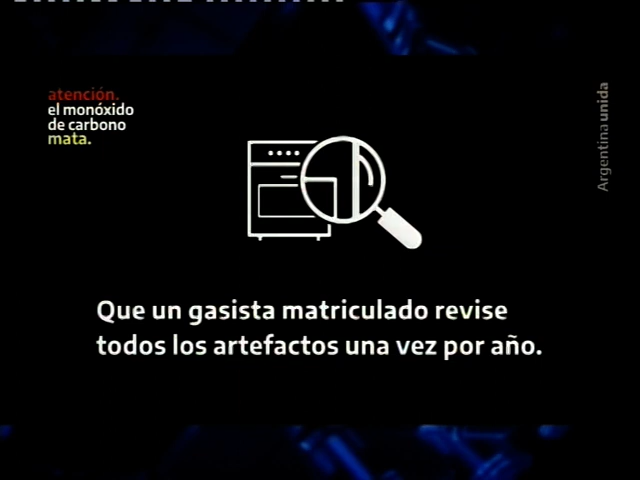 atención.
el monóxido
de carbono
mata.
Argentina unida
Que un gasista matriculado revise
todos los artefactos una vez por año.